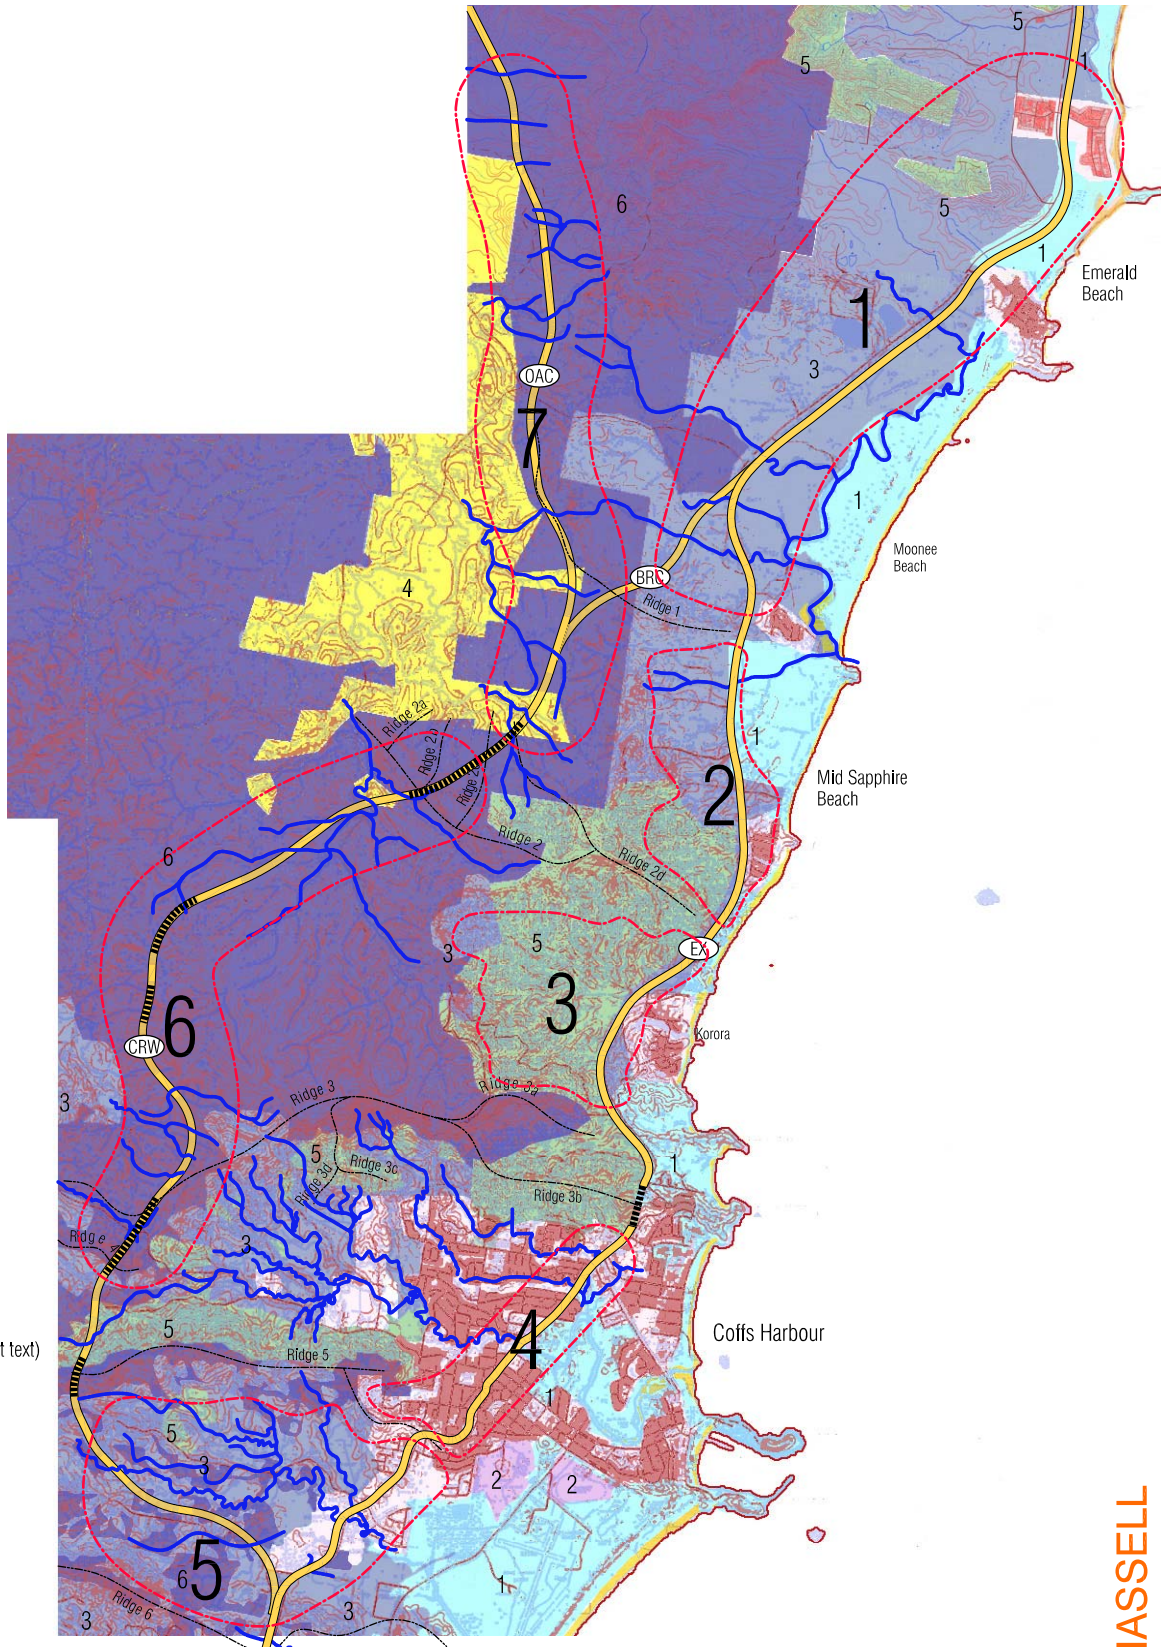 5
1
5
5
6
5
1
Emerald
Beach
1
3
OAC
7
1
Moonee
Beach
BRC
Ridge 1
4
Ridge 2a
Ridge 2b
1
2
Mid Sapphire
Beach
Ridge 2
Ridge 2d
6
3
5
EX
3
6
CRW
Korora
3
Ridge 3
Ridge 3a
5
Ridge 3c
Ridge 3d
1
Ridge 3b
Ridge
3
5
t text)
Ridge 5
4
Coffs Harbour
1
5
3
2
2
5
6
Ridge 6
3
3
1
IASSELL